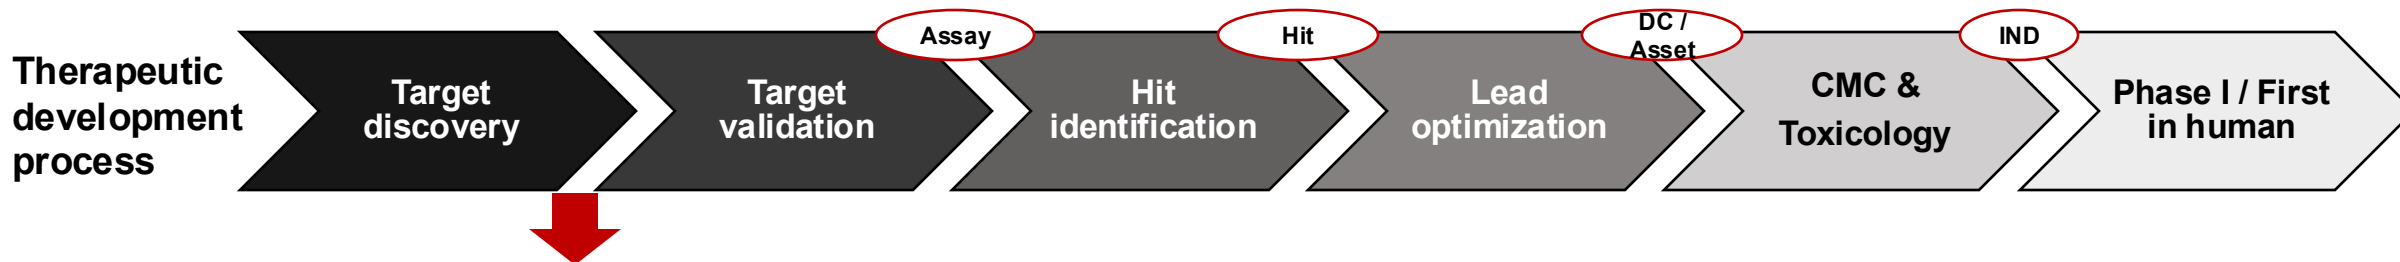 Therapeutic
development
process
Target
discovery
Target
validation
Assay
Hit
identification
Hit
Lead
optimization
DC /
Asset
CMC &
Toxicology
IND
Phase I / First
in human